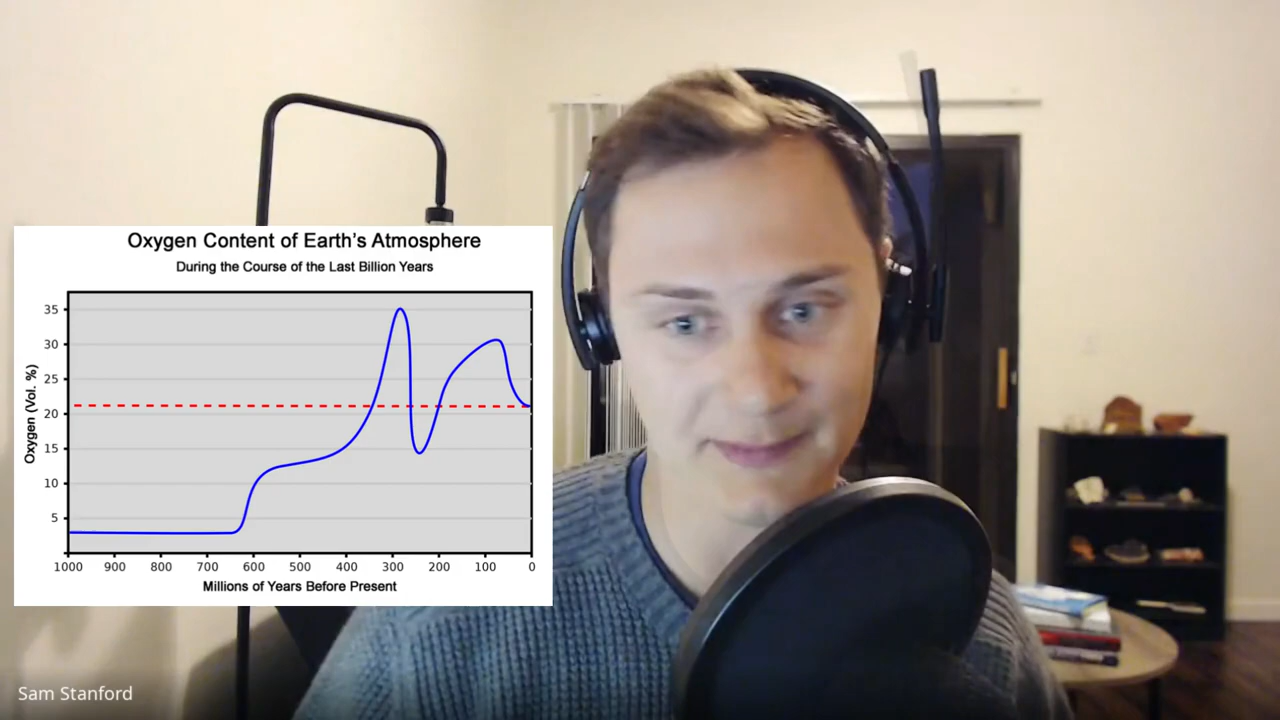 Oxygen Content of Earth's Atmosphere
During the Course of the Last Billion Years
Oxygen (Vol. %)
35
30
25
20
15
10
5
1000 900 800 700 600 500 400 300 200 100 0
Millions of Years Before Present
Sam Stanford